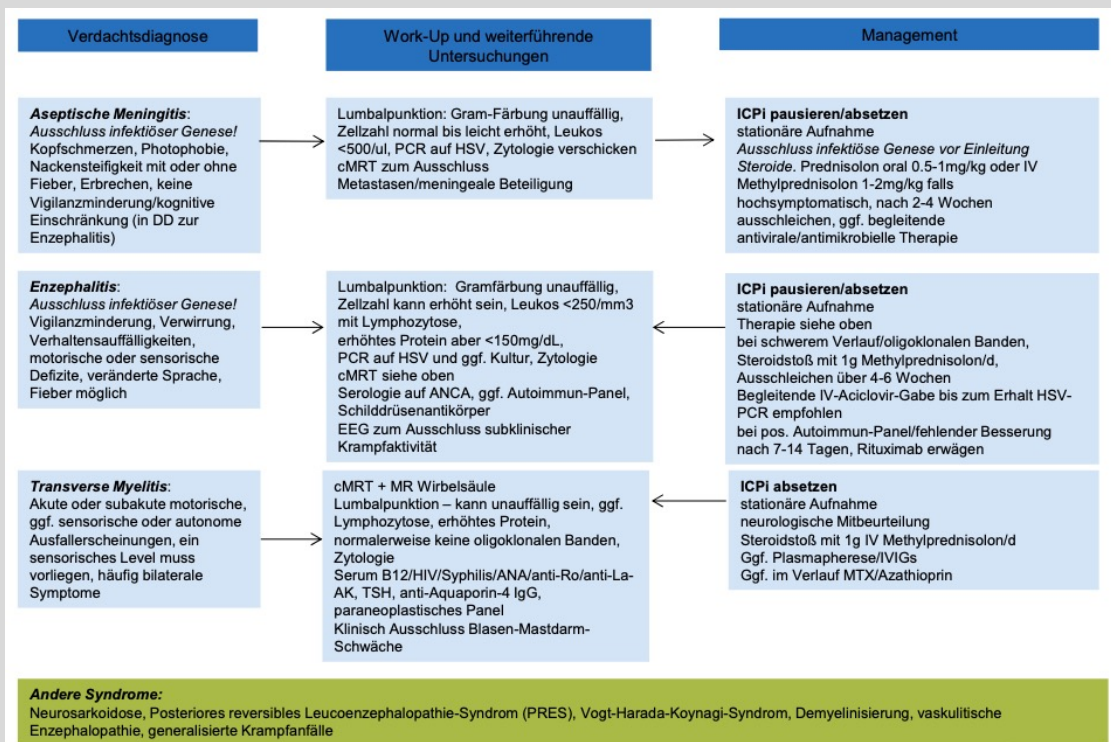 Verdachtsdiagnose
Work-Up und weiterführende
Untersuchungen
Management
Aseptische Meningitis:
Ausschluss infektiöser Genese!
Kopfschmerzen, Photophobie,
Nackensteifigkeit mit oder ohne
Fieber, Erbrechen, keine
Vigilanzminderung/kognitive
Einschränkung (in DD zur
Enzephalitis)
Lumbalpunktion: Gram-Färbung unauffällig,
Zellzahl normal bis leicht erhöht, Leukos
<500/ul, PCR auf HSV, Zytologie verschicken
cMRT zum Ausschluss
Metastasen/meningeale Beteiligung
ICPi pausieren/absetzen
stationäre Aufnahme
Ausschluss infektiöse Genese vor Einleitung
Steroide. Prednisolon oral 0.5-1mg/kg oder IV
Methylprednisolon 1-2mg/kg falls
hochsymptomatisch, nach 2-4 Wochen
ausschleichen, ggf. begleitende
antivirale/antimikrobielle Therapie
Enzephalitis:
Ausschluss infektiöser Genese!
Vigilanzminderung, Verwirrung,
Verhaltensauffälligkeiten,
motorische oder sensorische
Defizite, veränderte Sprache,
Fieber möglich
Lumbalpunktion: Gramfärbung unauffällig,
Zellzahl kann erhöht sein, Leukos <250/mm3
mit Lymphozytose,
erhöhtes Protein aber <150mg/dL,
PCR auf HSV und ggf. Kultur, Zytologie
cMRT siehe oben
Serologie auf ANCA, ggf. Autoimmun-Panel,
Schilddrüsenantikörper
EEG zum Ausschluss subklinischer
Krampfaktivität
ICPi pausieren/absetzen
stationäre Aufnahme
Therapie siehe oben
bei schwerem Verlauf/oligoklonalen Banden,
Steroidstoß mit 1g Methylprednisolon/d,
Ausschleichen über 4-6 Wochen
Begleitende IV-Aciclovir-Gabe bis zum Erhalt HSV-
PCR empfohlen
bei pos. Autoimmun-Panel/fehlender Besserung
nach 7-14 Tagen, Rituximab erwägen
Transverse Myelitis:
Akute oder subakute motorische,
ggf. sensorische oder autonome
Ausfallerscheinungen, ein
sensorisches Level muss
vorliegen, häufig bilaterale
Symptome
cMRT + MR Wirbelsäule
Lumbalpunktion – kann unauffällig sein, ggf.
Lymphozytose, erhöhtes Protein,
normalerweise keine oligoklonalen Banden,
Zytologie
Serum B12/HIV/Syphilis/ANA/anti-Ro/anti-La-
AK, TSH, anti-Aquaporin-4 IgG,
paraneoplastisches Panel
Klinisch Ausschluss Blasen-Mastdarm-
Schwäche
ICPi absetzen
stationäre Aufnahme
neurologische Mitbeurteilung
Steroidstoß mit 1g IV Methylprednisolon/d
Ggf. Plasmapherese/IVIGs
Ggf. im Verlauf MTX/Azathioprin
Andere Syndrome:
Neurosarkoidose, Posteriores reversibles Leucoenzephalopathie-Syndrom (PRES), Vogt-Harada-Koynagi-Syndrom, Demyelinisierung, vaskulitische
Enzephalopathie, generalisierte Krampfanfälle